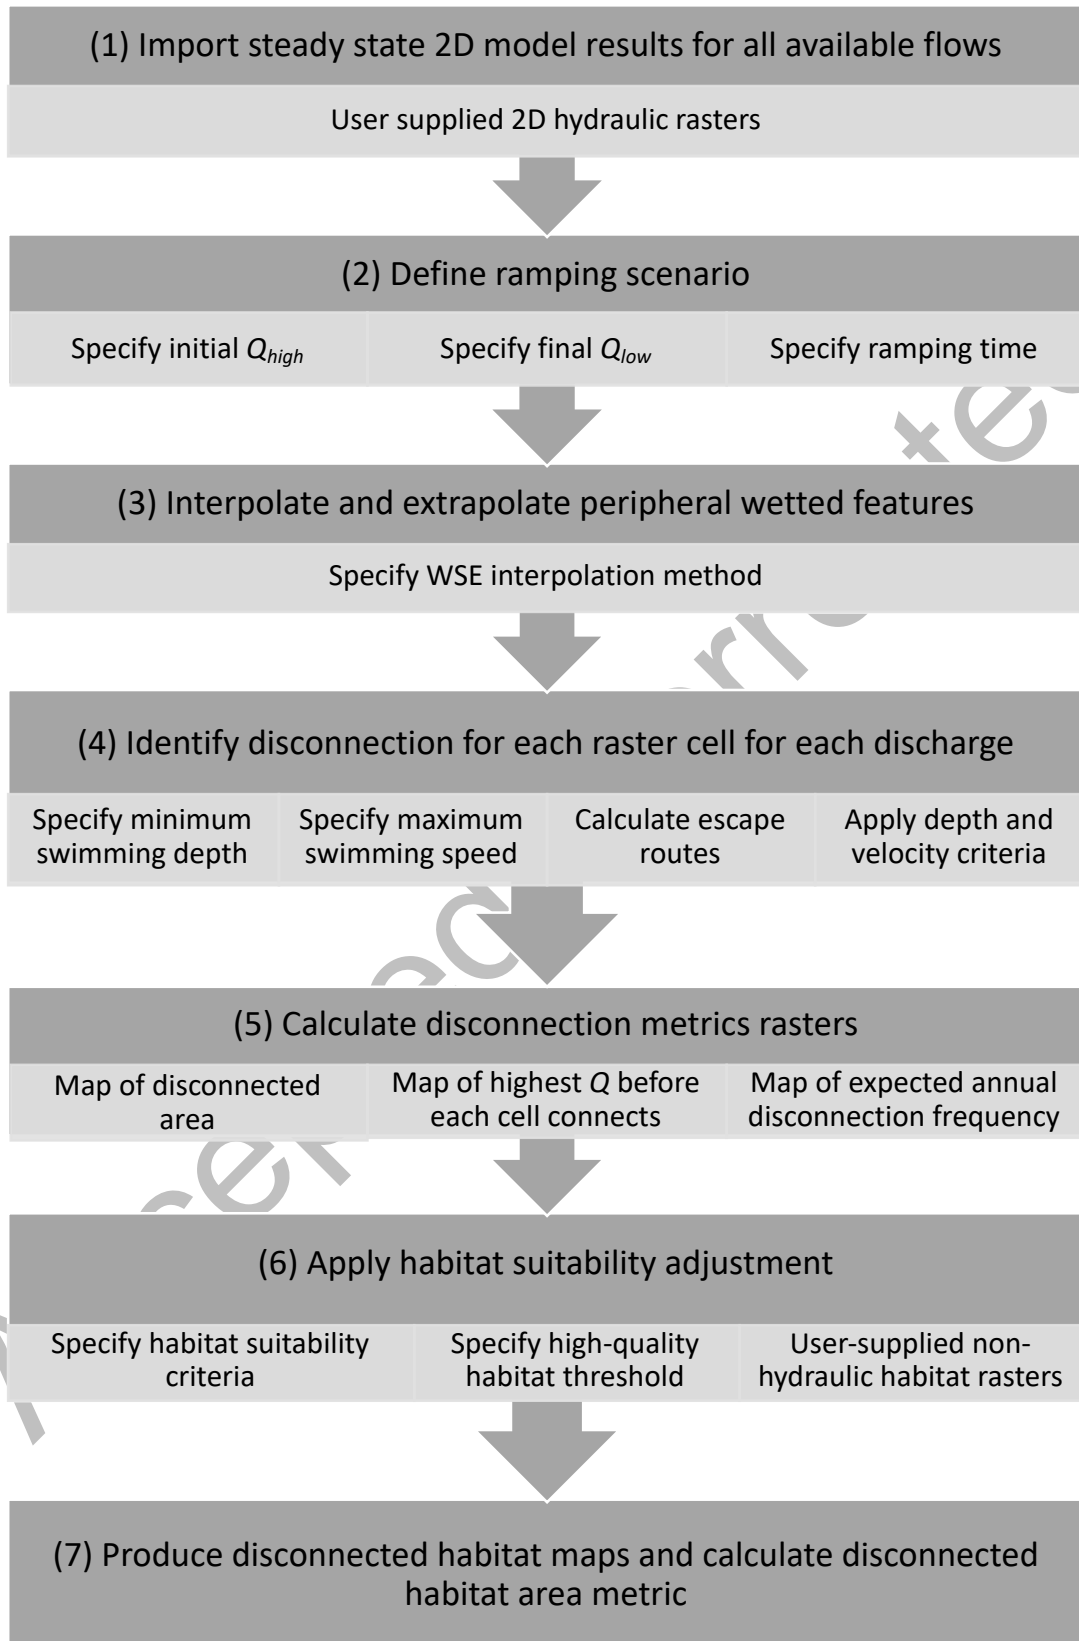 (1) Import steady state 2D model results for all available flows
User supplied 2D hydraulic rasters
(2) Define ramping scenario
Specify initial Qhigh
Specify final Qlow
Specify ramping time
(3) Interpolate and extrapolate peripheral wetted features
Specify WSE interpolation method
(4) Identify disconnection for each raster cell for each discharge
Specify minimum
swimming depth
Specify maximum
swimming speed
Calculate escape
routes
Apply depth and
velocity criteria
(5) Calculate disconnection metrics rasters
Map of disconnected
area
Map of highest Q before
each cell connects
Map of expected annual
disconnection frequency
(6) Apply habitat suitability adjustment
Specify habitat suitability
criteria
Specify high-quality
habitat threshold
User-supplied non-
hydraulic habitat rasters
(7) Produce disconnected habitat maps and calculate disconnected
habitat area metric